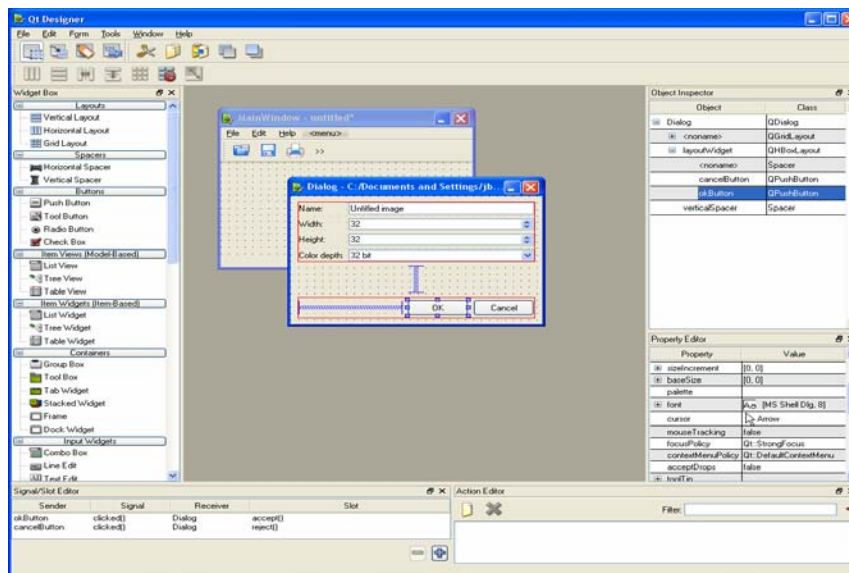 Qt Designer
File Edit Form Tools Window Help
Widget Box
Layouts
Vertical Layout
Horizontal Layout
Grid Layout
Spacers
Horizontal Spacer
Vertical Spacer
Buttons
Push Button
Tool Button
Radio Button
Check Box
Item Views (Model-Based)
List View
Tree View
Table View
Item Widgets (Item-Based)
List Widget
Tree Widget
Table Widget
Containers
Group Box
Tool Box
Tab Widget
Stacked Widget
Frame
Dock Widget
Input Widgets
Combo Box
Line Edit
Text Edit
MainWindow - untitled*
File Edit Help <menu>
>>
Dialog - C:/Documents and Settings/jb...
Name: Untitled image
Width: 32
Height: 32
Color depth: 32 bit
OK Cancel
Object Inspector
Object Class
Dialog QDialog
<noname> QGridLayout
layoutWidget QHBoxLayout
<noname> Spacer
cancelButton QPushButton
okButton QPushButton
verticalSpacer Spacer
Property Editor
Property Value
sizeIncrement [0, 0]
baseSize [0, 0]
palette
font [MS Shell Dlg, 8]
cursor Arrow
mouseTracking false
focusPolicy Qt::StrongFocus
contextMenuPolicy Qt::DefaultContextMenu
acceptDrops false
toolTip
Signal/Slot Editor
Sender Signal Receiver Slot
okButton clicked() Dialog accept()
cancelButton clicked() Dialog reject()
Action Editor
Filter: